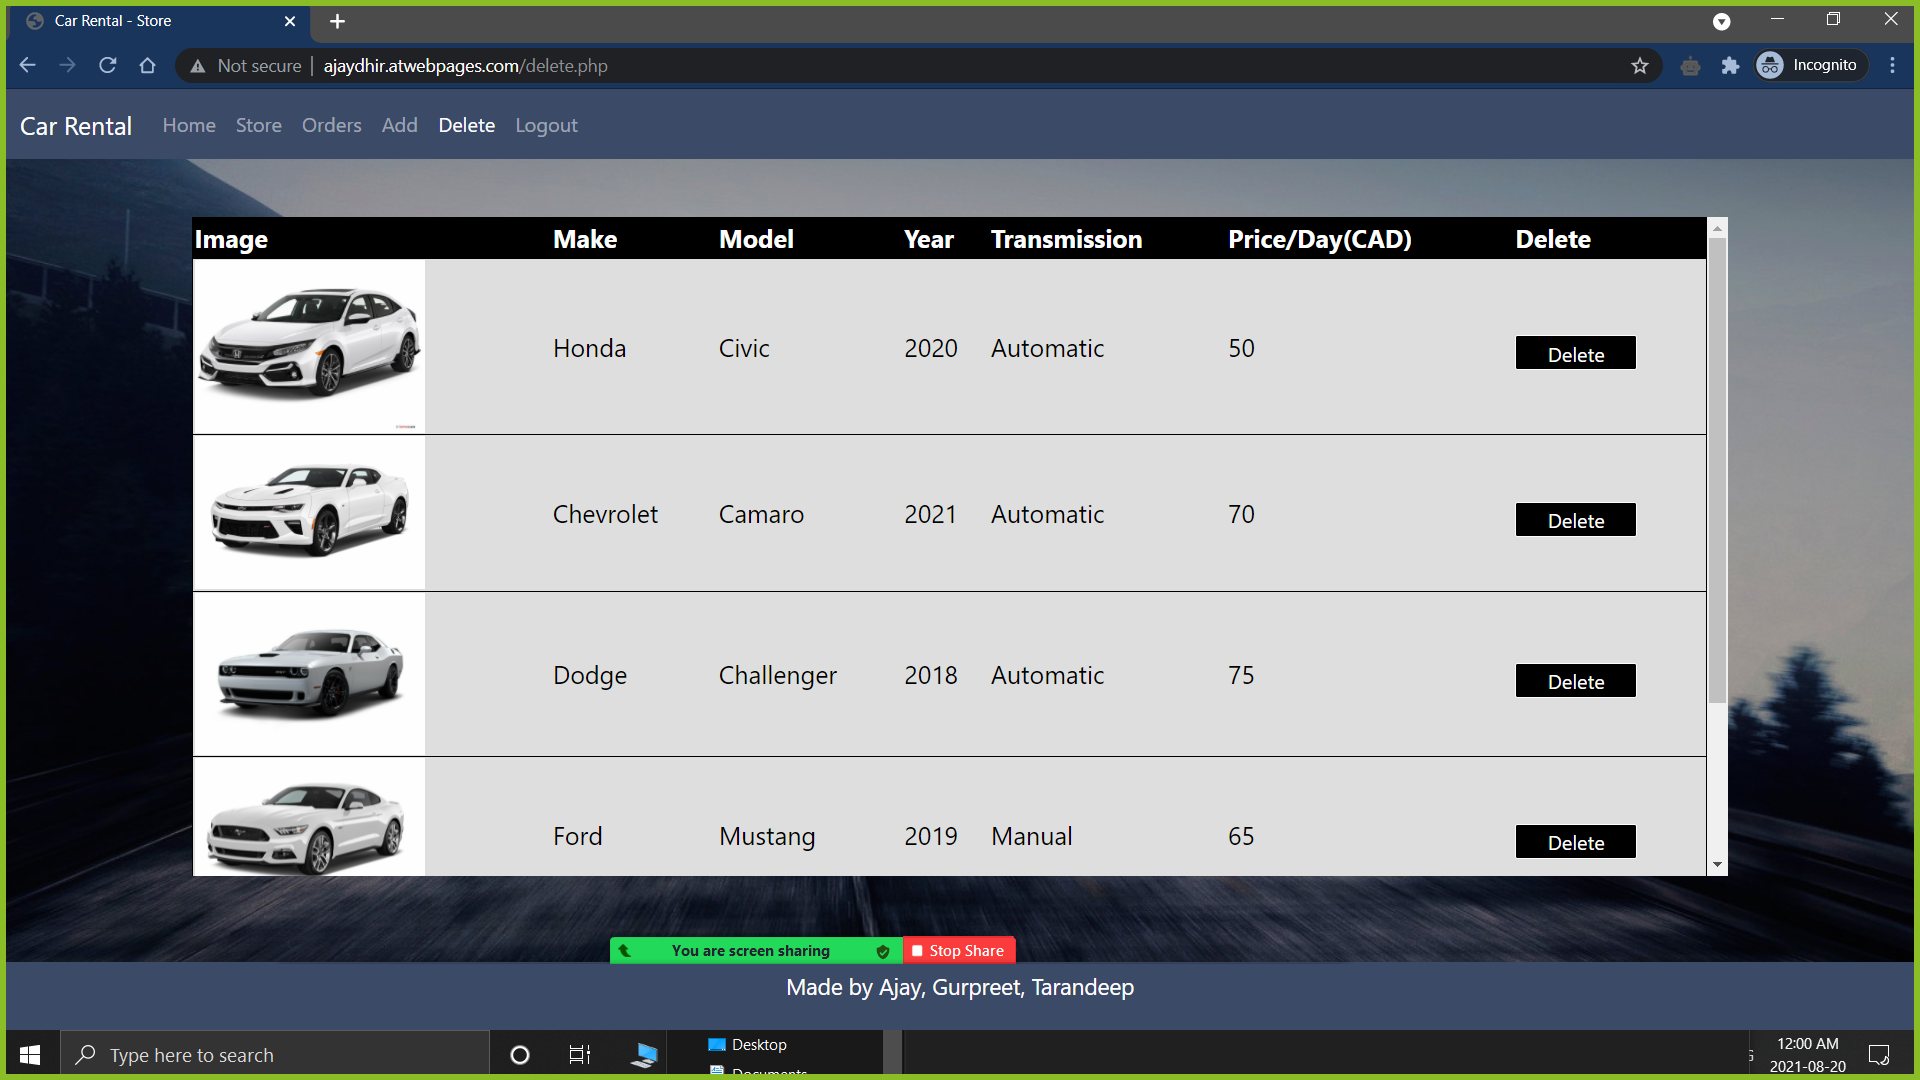 Car Rental - Store
Not secure | ajaydhir.atwebpages.com/delete.php
Incognito
Car Rental Home Store Orders Add Delete Logout
Image Make Model Year Transmission Price/Day(CAD) Delete
Honda Civic 2020 Automatic 50 Delete
Chevrolet Camaro 2021 Automatic 70 Delete
Dodge Challenger 2018 Automatic 75 Delete
Ford Mustang 2019 Manual 65 Delete
You are screen sharing Stop Share
Made by Ajay, Gurpreet, Tarandeep
Type here to search
Desktop
Documents
12:00 AM
2021-08-20